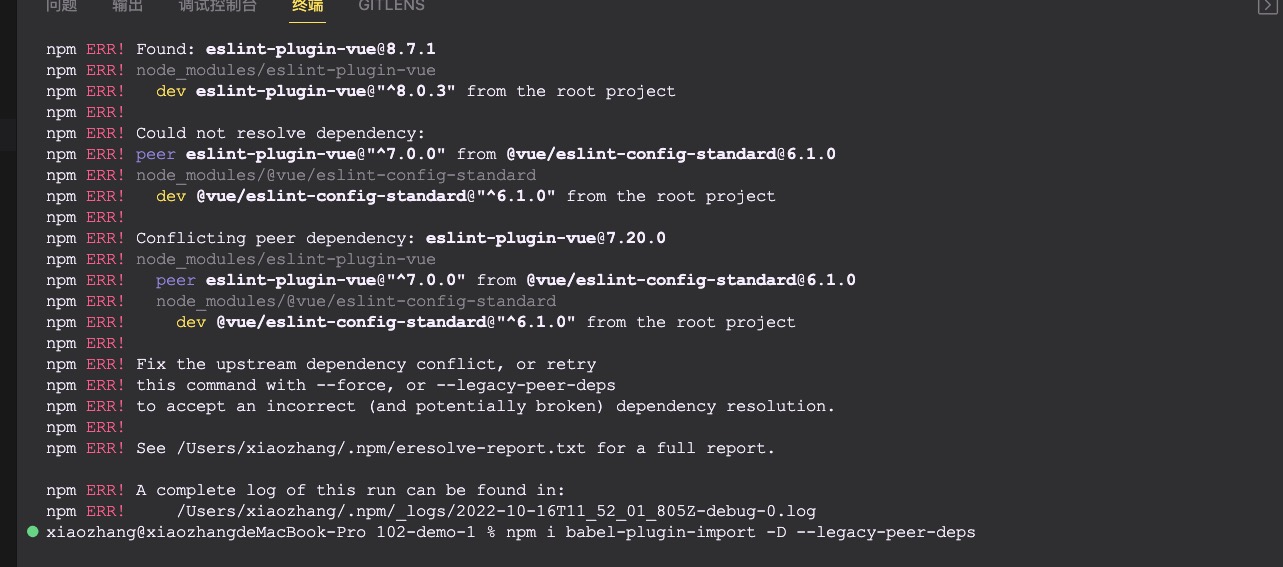 问题 输出 调试控制台 终端 GITLENS
npm ERR! Found: eslint-plugin-vue@8.7.1
npm ERR! node_modules/eslint-plugin-vue
npm ERR!   dev eslint-plugin-vue@"^8.0.3" from the root project
npm ERR!
npm ERR! Could not resolve dependency:
npm ERR! peer eslint-plugin-vue@"^7.0.0" from @vue/eslint-config-standard@6.1.0
npm ERR! node_modules/@vue/eslint-config-standard
npm ERR!   dev @vue/eslint-config-standard@"^6.1.0" from the root project
npm ERR!
npm ERR! Conflicting peer dependency: eslint-plugin-vue@7.20.0
npm ERR! node_modules/eslint-plugin-vue
npm ERR!   peer eslint-plugin-vue@"^7.0.0" from @vue/eslint-config-standard@6.1.0
npm ERR!   node_modules/@vue/eslint-config-standard
npm ERR!     dev @vue/eslint-config-standard@"^6.1.0" from the root project
npm ERR!
npm ERR! Fix the upstream dependency conflict, or retry
npm ERR! this command with --force, or --legacy-peer-deps
npm ERR! to accept an incorrect (and potentially broken) dependency resolution.
npm ERR!
npm ERR! See /Users/xiaozhang/.npm/eresolve-report.txt for a full report.
npm ERR! A complete log of this run can be found in:
npm ERR!     /Users/xiaozhang/.npm/_logs/2022-10-16T11_52_01_805Z-debug-0.log
xiaozhang@xiaozhangdeMacBook-Pro 102-demo-1 % npm i babel-plugin-import -D --legacy-peer-deps